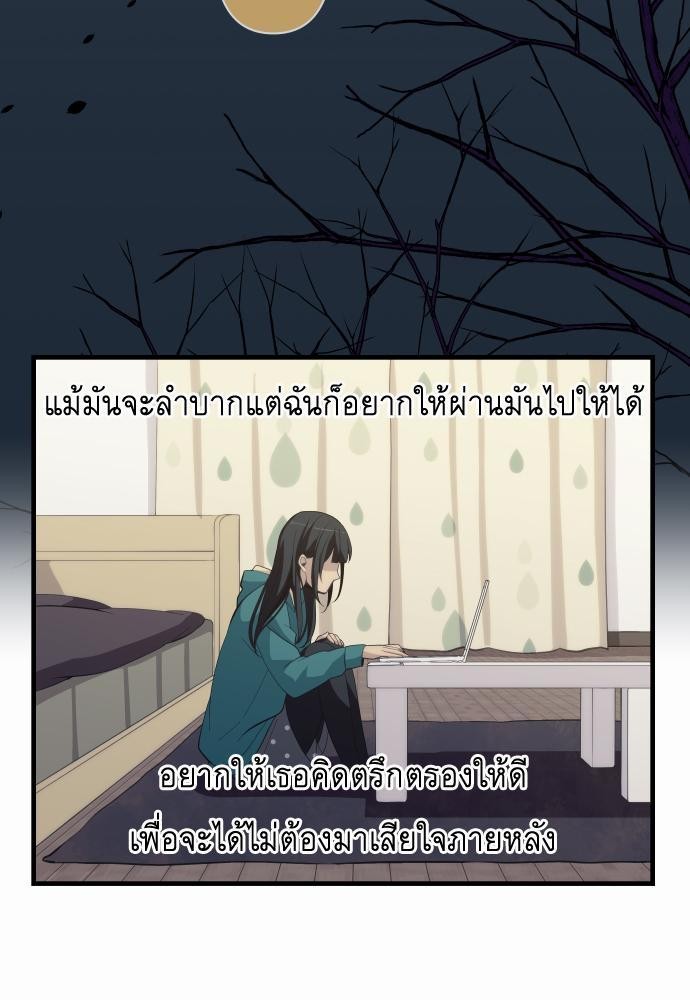 แม้มันจะลำบากแต่ฉันก็อยากให้ผ่านมันไปให้ได้
อยากให้เธอคิดตรึกตรองให้ดี
เพื่อจะได้ไม่ต้องมาเสียใจภายหลัง